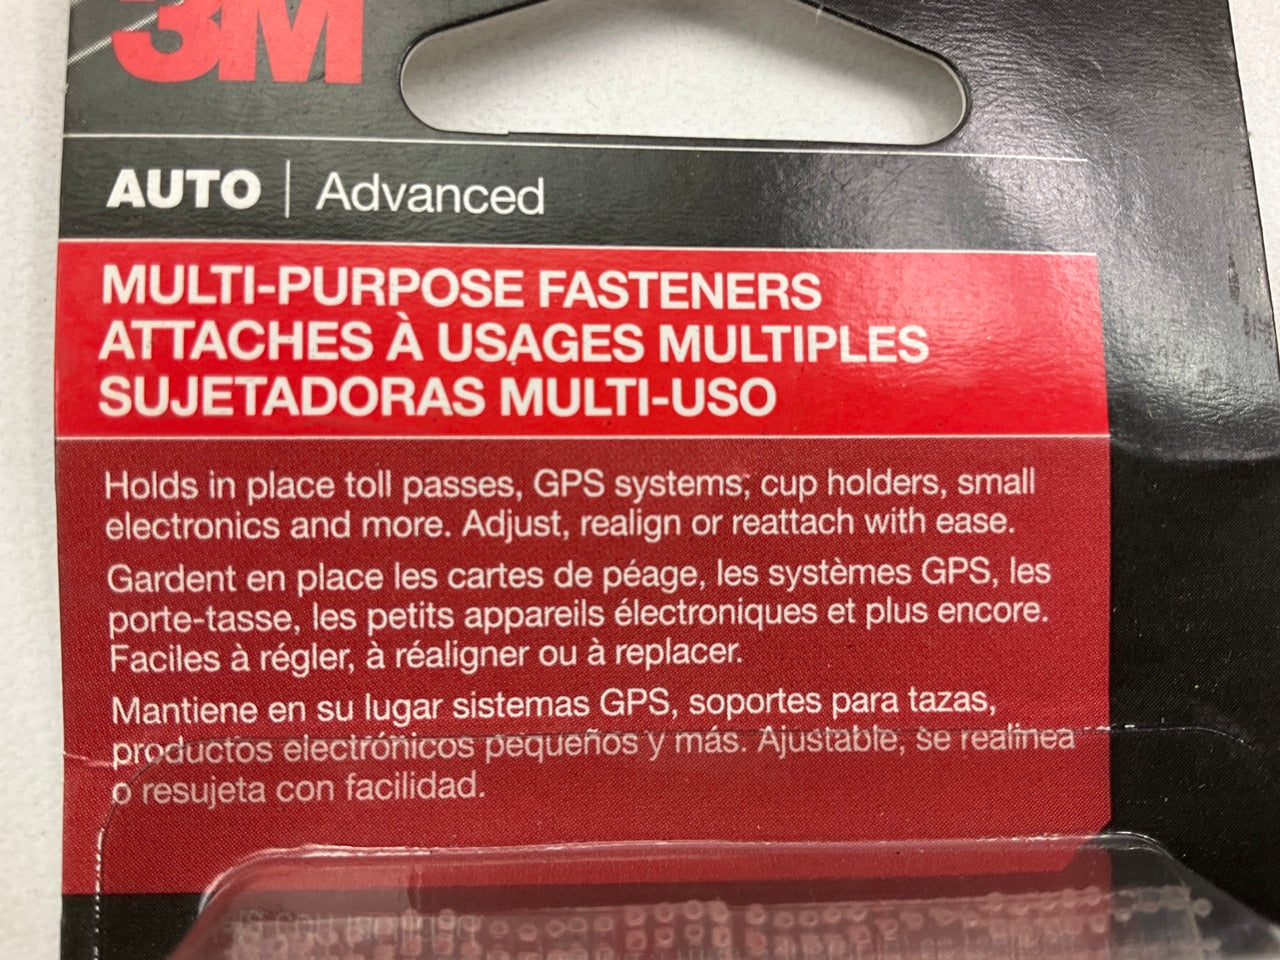 3M
AUTO | Advanced
MULTI-PURPOSE FASTENERS
ATTACHES À USAGES MULTIPLES
SUJETADORAS MULTI-USO
Holds in place toll passes, GPS systems, cup holders, small
electronics and more. Adjust, realign or reattach with ease.
Gardent en place les cartes de péage, les systèmes GPS, les
porte-tasse, les petits appareils électroniques et plus encore.
Faciles à régler, à réaligner ou à replacer.
Mantiene en su lugar sistemas GPS, soportes para tazas,
productos electrónicos pequeños y más. Ajustable, se realinea
o resujeta con facilidad.